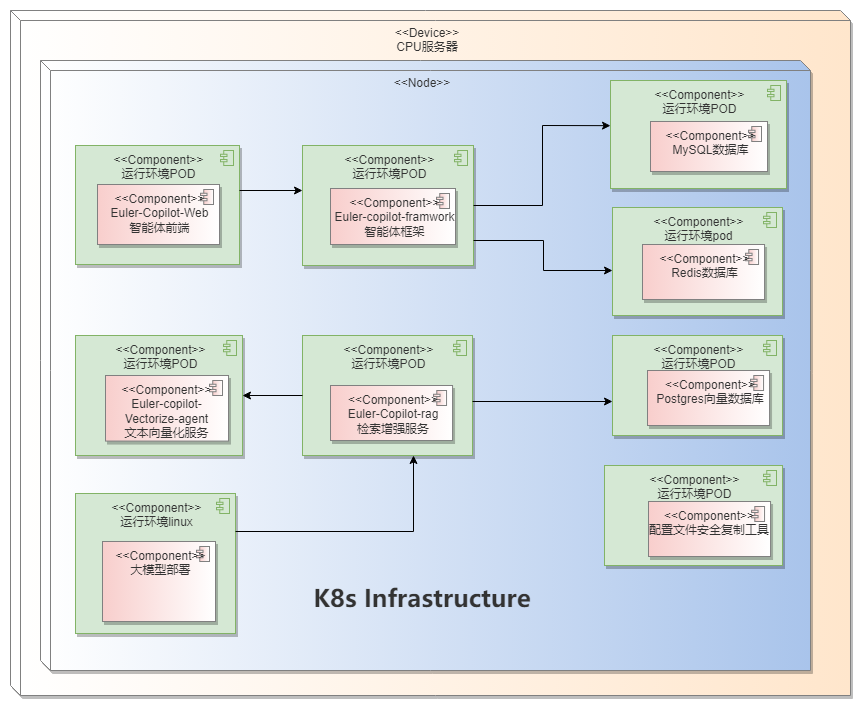 <<Device>>
CPU服务器
<<Node>>
<<Component>>
运行环境POD
<<Component>>
Euler-Copilot-Web
智能体前端
<<Component>>
运行环境POD
<<Component>>
Euler-copilot-framwork
智能体框架
<<Component>>
运行环境POD
<<Component>>
MySQL数据库
<<Component>>
运行环境pod
<<Component>>
Redis数据库
<<Component>>
运行环境POD
<<Component>>
Euler-copilot-
Vectorize-agent
文本向量化服务
<<Component>>
运行环境POD
<<Component>>
Euler-Copilot-rag
检索增强服务
<<Component>>
运行环境POD
<<Component>>
Postgres向量数据库
<<Component>>
运行环境linux
<<Component>>
大模型部署
<<Component>>
运行环境POD
<<Component>>
配置文件安全复制工具
K8s Infrastructure